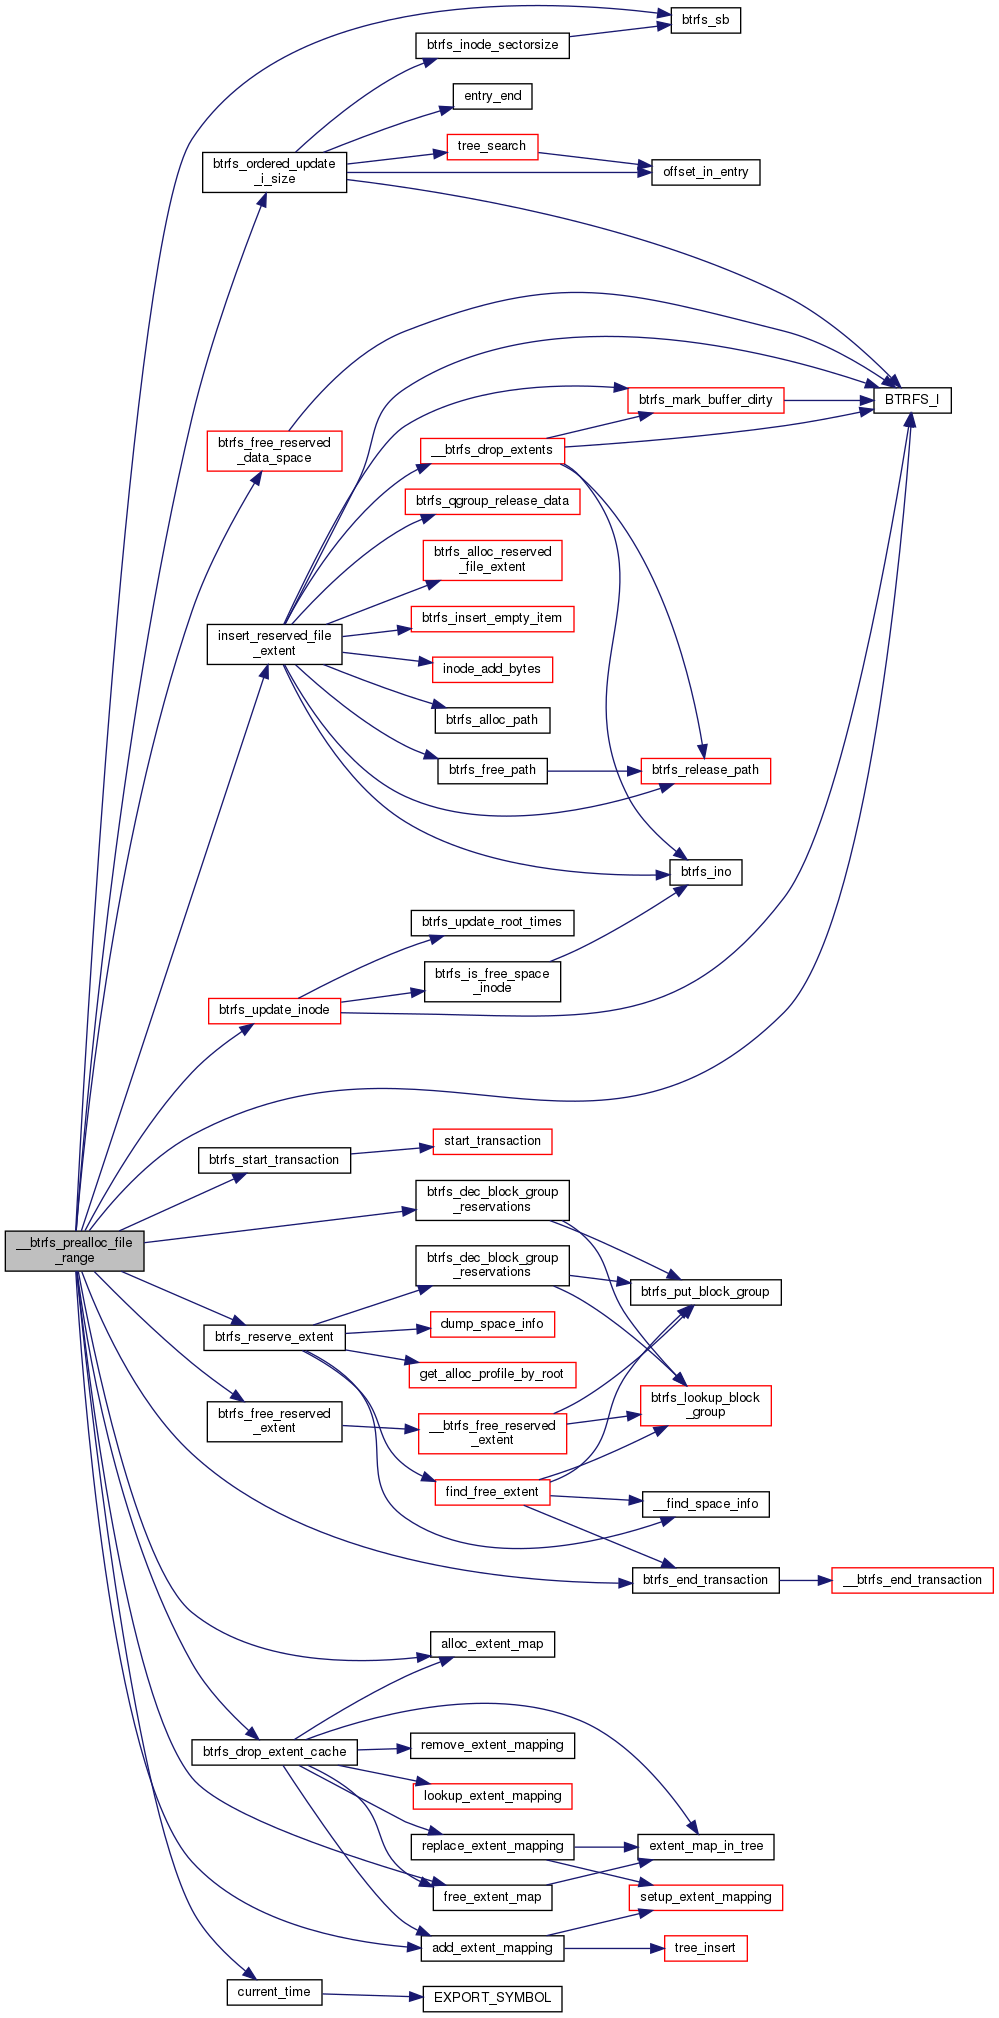 btrfs_sb
btrfs_inode_sectorsize
entry_end
tree_search
btrfs_ordered_update
_i_size
offset_in_entry
BTRFS_I
btrfs_mark_buffer_dirty
btrfs_free_reserved
_data_space
__btrfs_drop_extents
btrfs_qgroup_release_data
btrfs_alloc_reserved
_file_extent
btrfs_insert_empty_item
insert_reserved_file
_extent
inode_add_bytes
btrfs_alloc_path
btrfs_free_path
btrfs_release_path
btrfs_ino
btrfs_update_root_times
btrfs_is_free_space
_inode
btrfs_update_inode
start_transaction
btrfs_start_transaction
btrfs_dec_block_group
_reservations
__btrfs_prealloc_file
_range
btrfs_dec_block_group
_reservations
btrfs_put_block_group
dump_space_info
btrfs_reserve_extent
get_alloc_profile_by_root
btrfs_lookup_block
_group
btrfs_free_reserved
_extent
__btrfs_free_reserved
_extent
find_free_extent
__find_space_info
btrfs_end_transaction
__btrfs_end_transaction
alloc_extent_map
btrfs_drop_extent_cache
remove_extent_mapping
lookup_extent_mapping
replace_extent_mapping
extent_map_in_tree
free_extent_map
setup_extent_mapping
add_extent_mapping
tree_insert
current_time
EXPORT_SYMBOL